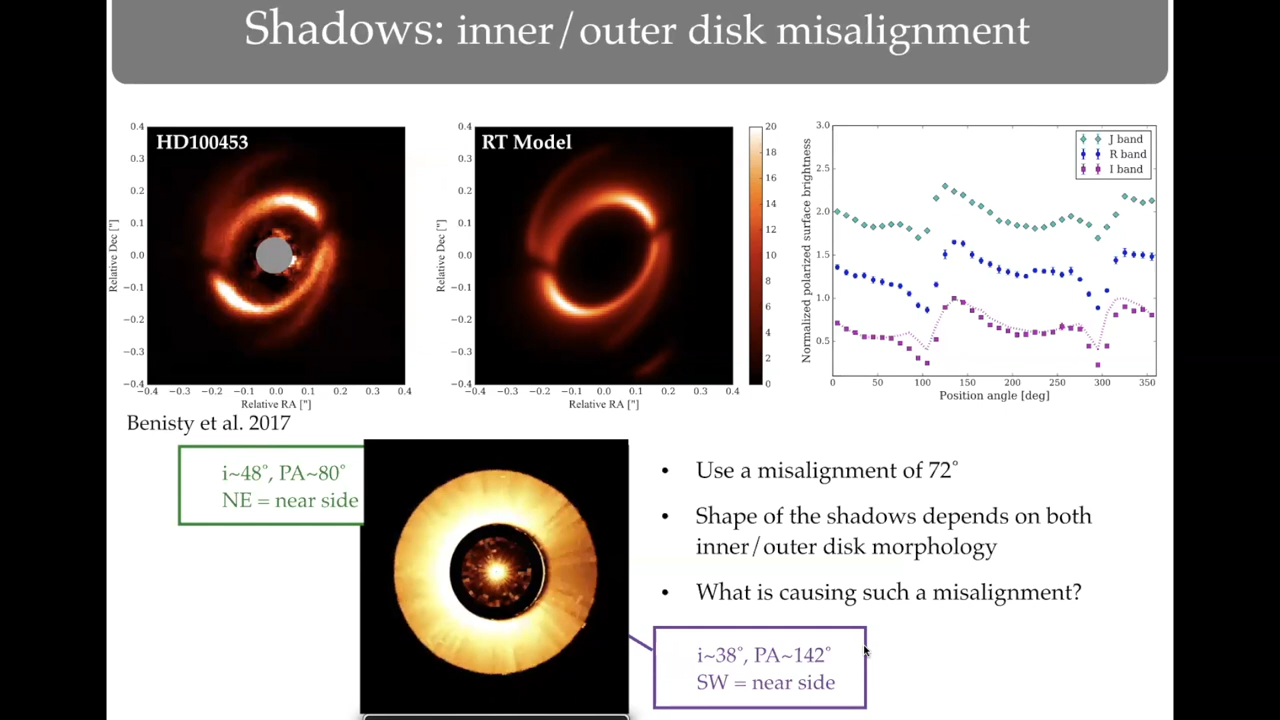 Shadows: inner/outer disk misalignment
HD100453
0.4
0.3
0.2
0.1
0.0
−0.1
−0.2
−0.3
−0.4
−0.4 −0.3 −0.2 −0.1 0.0 0.1 0.2 0.3 0.4
Relative RA ["]
Relative Dec ["]
RT Model
0.4
0.3
0.2
0.1
0.0
−0.1
−0.2
−0.3
−0.4
−0.4 −0.3 −0.2 −0.1 0.0 0.1 0.2 0.3 0.4
Relative RA ["]
Relative Dec ["]
20
18
16
14
12
10
8
6
4
2
0
Normalized polarized surface brightness
3.0
2.5
2.0
1.5
1.0
0.5
J band
R band
I band
0 50 100 150 200 250 300 350
Position angle [deg]
Benisty et al. 2017
i~48°, PA~80°
NE = near side
• Use a misalignment of 72°
• Shape of the shadows depends on both
inner/outer disk morphology
• What is causing such a misalignment?
i~38°, PA~142°
SW = near side